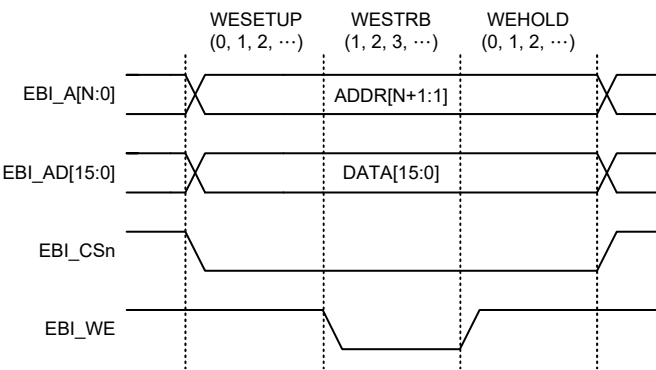 WESETUP WESTRB WEHOLD
(0, 1, 2, ⋯) (1, 2, 3, ⋯) (0, 1, 2, ⋯)
EBI_A[N:0] ADDR[N+1:1]
EBI_AD[15:0] DATA[15:0]
EBI_CSn
EBI_WE